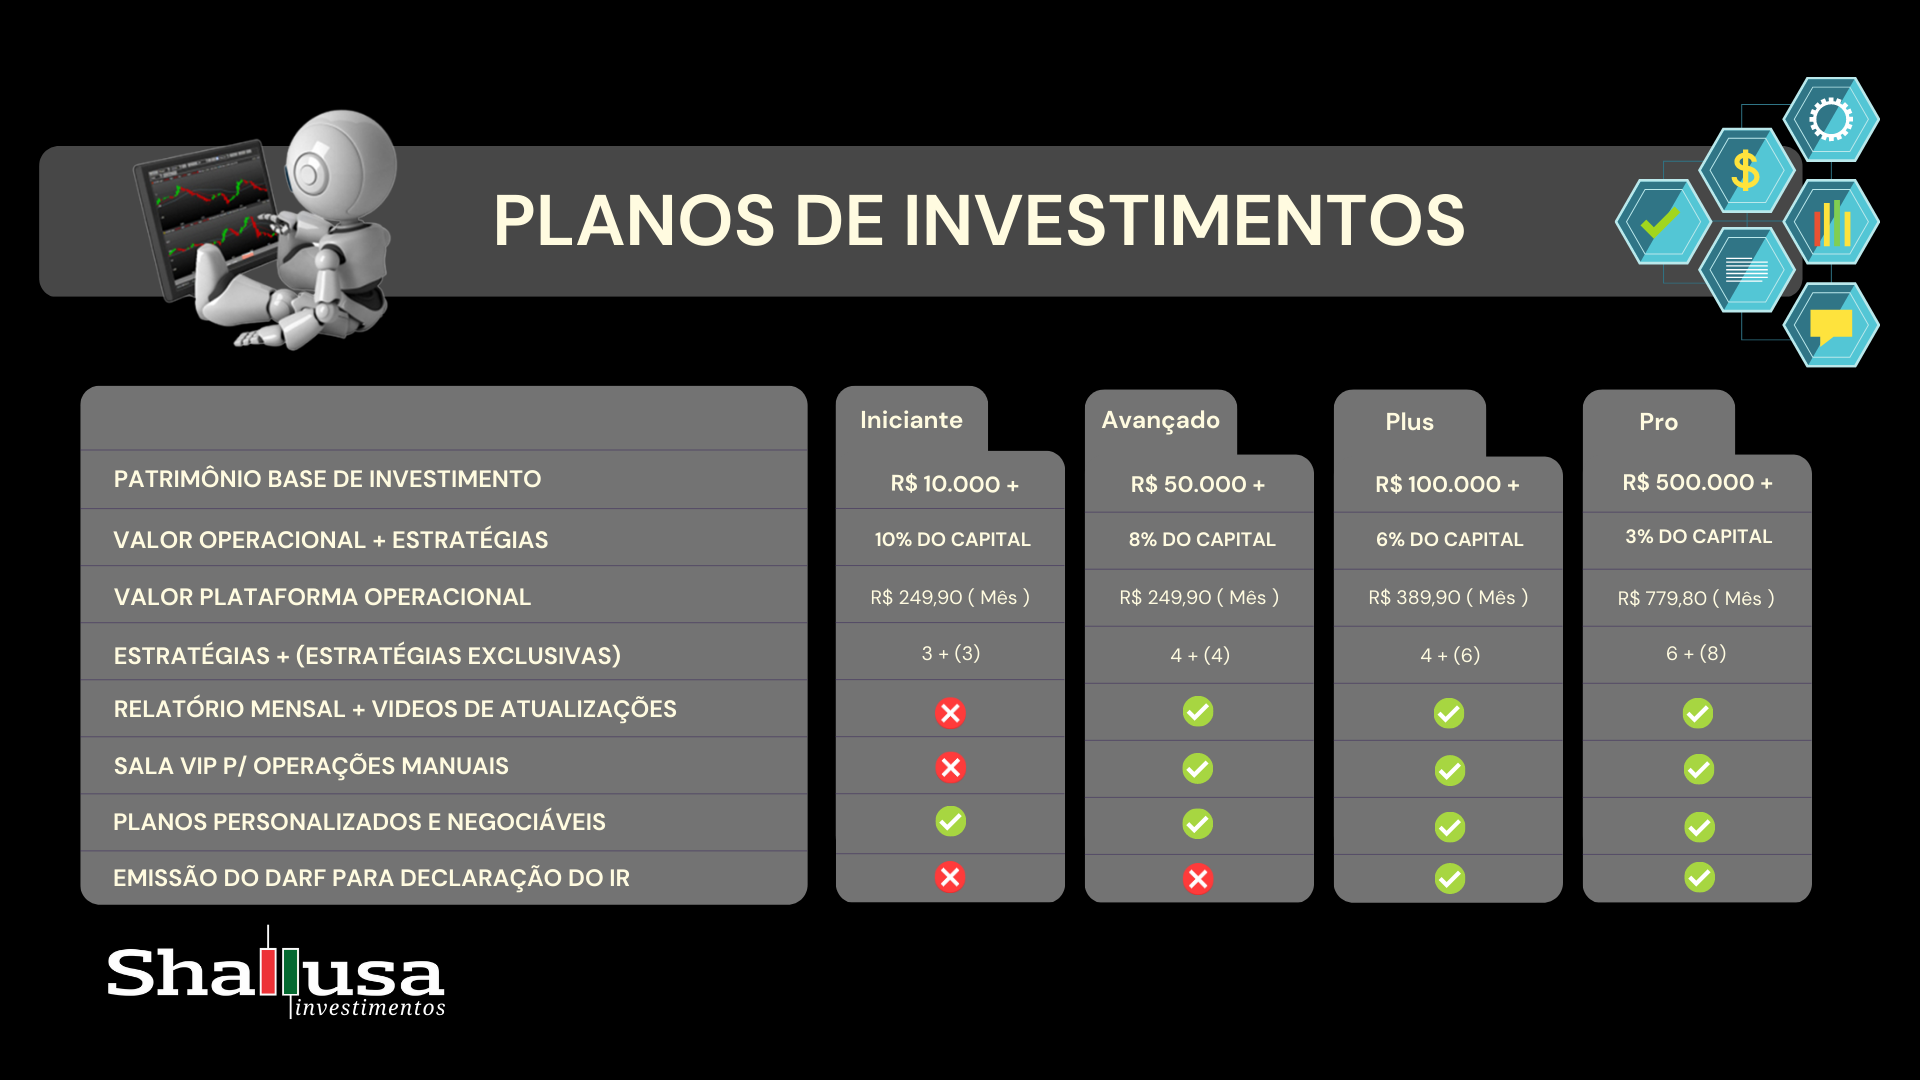 PLANOS DE INVESTIMENTOS
Iniciante Avançado Plus Pro
PATRIMÔNIO BASE DE INVESTIMENTO R$ 10.000 + R$ 50.000 + R$ 100.000 + R$ 500.000 +
VALOR OPERACIONAL + ESTRATÉGIAS 10% DO CAPITAL 8% DO CAPITAL 6% DO CAPITAL 3% DO CAPITAL
VALOR PLATAFORMA OPERACIONAL R$ 249,90 ( Mês ) R$ 249,90 ( Mês ) R$ 389,90 ( Mês ) R$ 779,80 ( Mês )
ESTRATÉGIAS + (ESTRATÉGIAS EXCLUSIVAS) 3 + (3) 4 + (4) 4 + (6) 6 + (8)
RELATÓRIO MENSAL + VIDEOS DE ATUALIZAÇÕES
SALA VIP P/ OPERAÇÕES MANUAIS
PLANOS PERSONALIZADOS E NEGOCIÁVEIS
EMISSÃO DO DARF PARA DECLARAÇÃO DO IR
Shallusa
investimentos